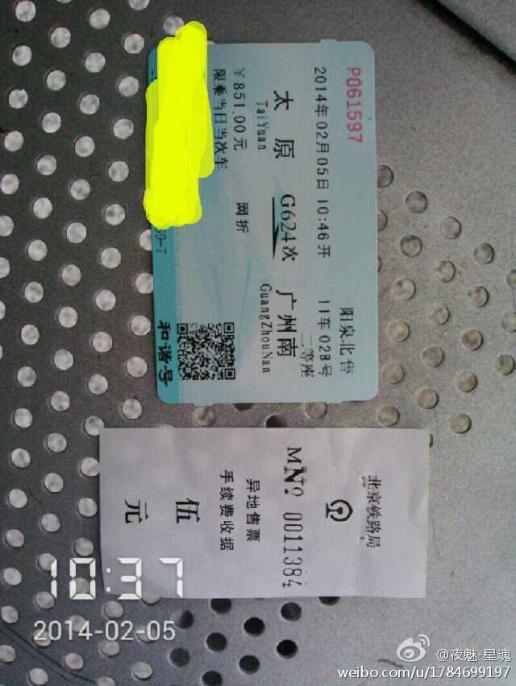 P061597
阳泉北售
2014年02月05日 10:46开
11车02B号
太原
G624次
广州南
TaiYuan
GuangZhouNan
¥851.00元
网折
二等座
限乘当日当次车
和谐号
北京铁路局
MN? 0011384
异地售票
手续费收据
伍元
10:37
2014-02-05
@夜魅·星魂
weibo.com/u/1784699197